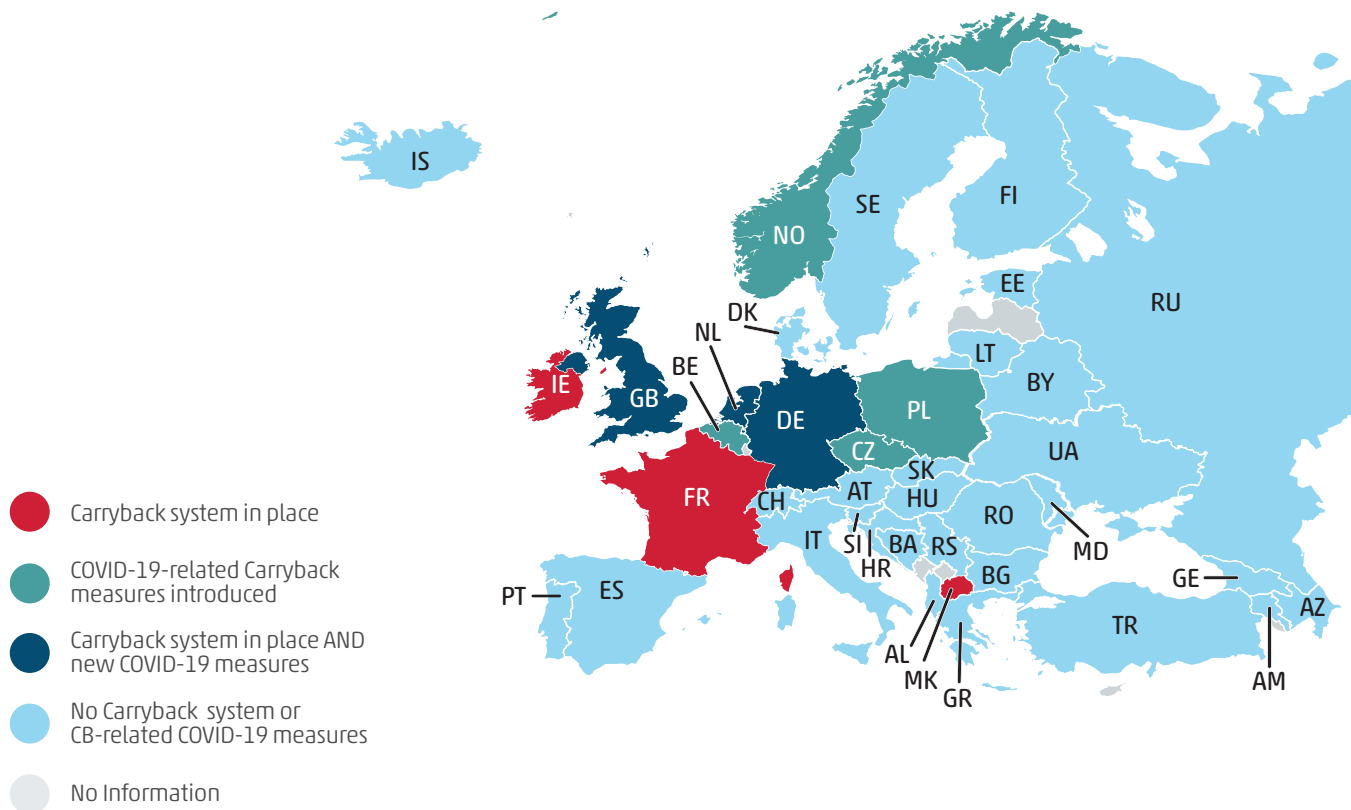 IS
SE
FI
NO
EE
RU
DK
NL
LT
BE
BY
IE
GB
DE
PL
CZ
UA
SK
FR
CH
AT
HU
RO
IT
SI
BA
RS
MD
HR
BG
GE
PT
ES
AZ
TR
AL
MK
GR
AM
Carryback system in place
COVID-19-related Carryback
measures introduced
Carryback system in place AND
new COVID-19 measures
No Carryback system or
CB-related COVID-19 measures
No Information